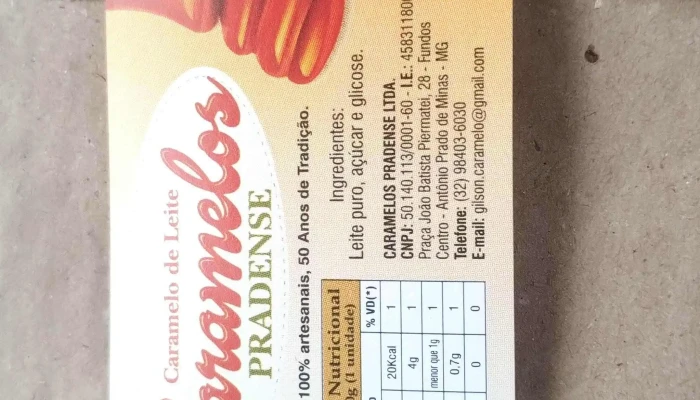 Caramelo de Leite
aramelos
PRADENSE
100% artesanais, 50 Anos de Tradição.
Ingredientes:
Leite puro, açúcar e glicose.
CARAMELOS PRADENSE LTDA.
CNPJ: 50.140.113/0001-60 - I.E.: 458311800
Praça João Batista Piermatei, 28 - Fundos
Centro - Antônio Prado de Minas - MG
Telefone: (32) 98403-6030
E-mail: gilson.caramelo@gmail.com
Nutricional
0g (1 unidade)
% VD(*)
20Kcal 1
4g 1
menor que 1g 1
0.7g 1
0 0